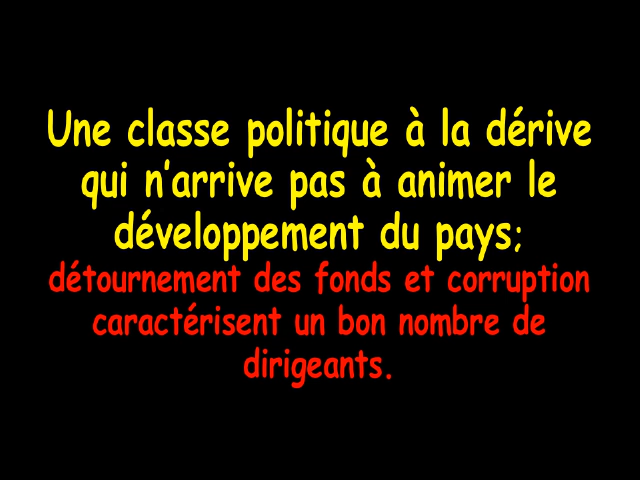 Une classe politique à la dérive
qui n'arrive pas à animer le
développement du pays;
détournement des fonds et corruption
caractérisent un bon nombre de
dirigeants.